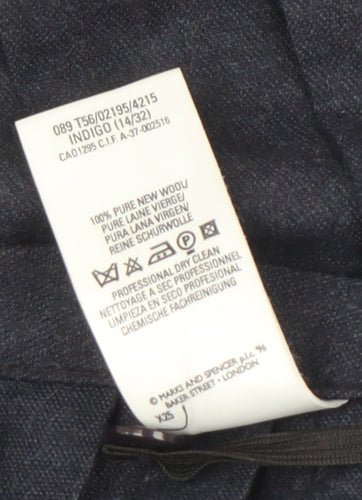 089 T56/02195/4215
INDIGO (14/32)
CA01295 C.I.F. A-37-002516
100% PURE NEW WOOL/
PURE LAINE VIERGE/
PURA LANA VIRGEN/
REINE SCHURWOLLE
P
PROFESSIONAL DRY CLEAN
NETTOYAGE A SEC PROFESSIONNEL
LIMPIEZA EN SECO PROFESIONAL
CHEMISCHE FACHREINIGUNG
© MARKS AND SPENCER p.l.c. '96
BAKER STREET · LONDON
X25